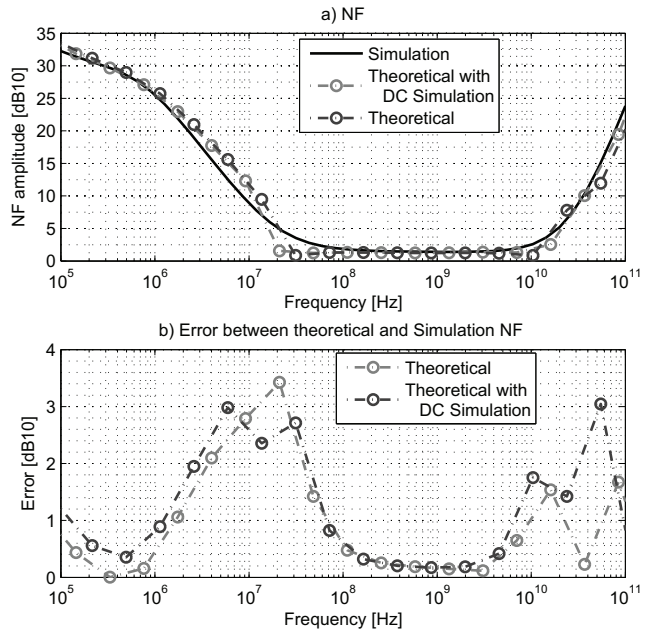 a) NF
35
30
25
20
15
10
5
0
NF amplitude [dB10]
Simulation
Theoretical with
DC Simulation
Theoretical
10^5 10^6 10^7 10^8 10^9 10^10 10^11
Frequency [Hz]
b) Error between theoretical and Simulation NF
4
3
2
1
0
Error [dB10]
Theoretical
Theoretical with
DC Simulation
10^5 10^6 10^7 10^8 10^9 10^10 10^11
Frequency [Hz]